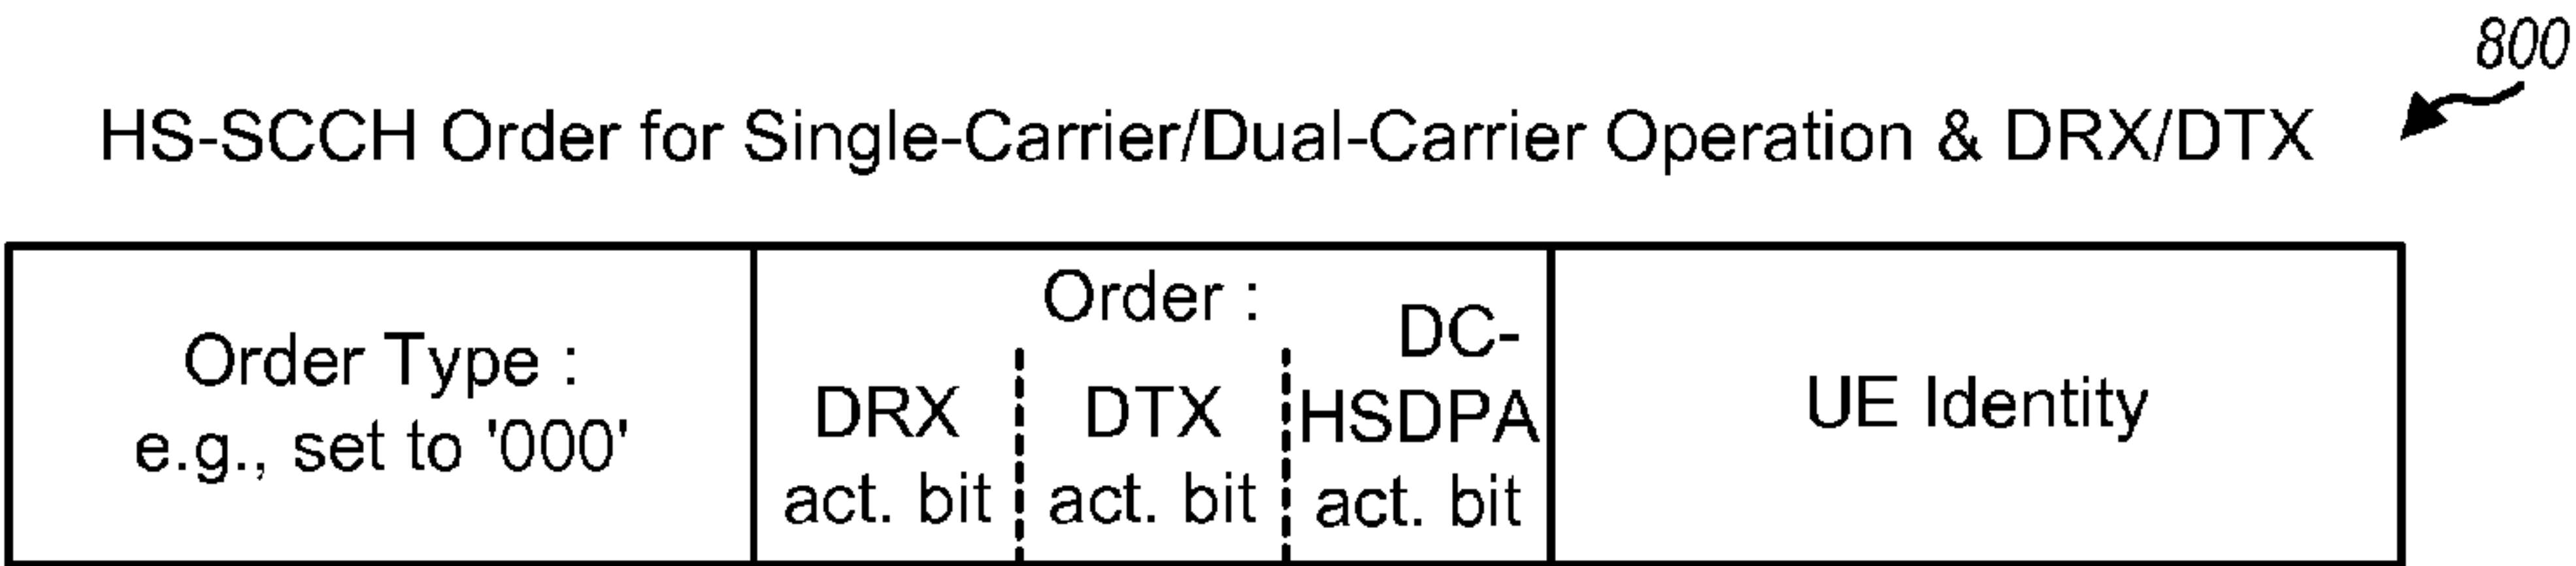 800
HS-SCCH Order for Single-Carrier/Dual-Carrier Operation & DRX/DTX
Order Type :
e.g., set to '000'
Order :
DRX
act. bit
DTX
act. bit
DC-
HSDPA
act. bit
UE Identity